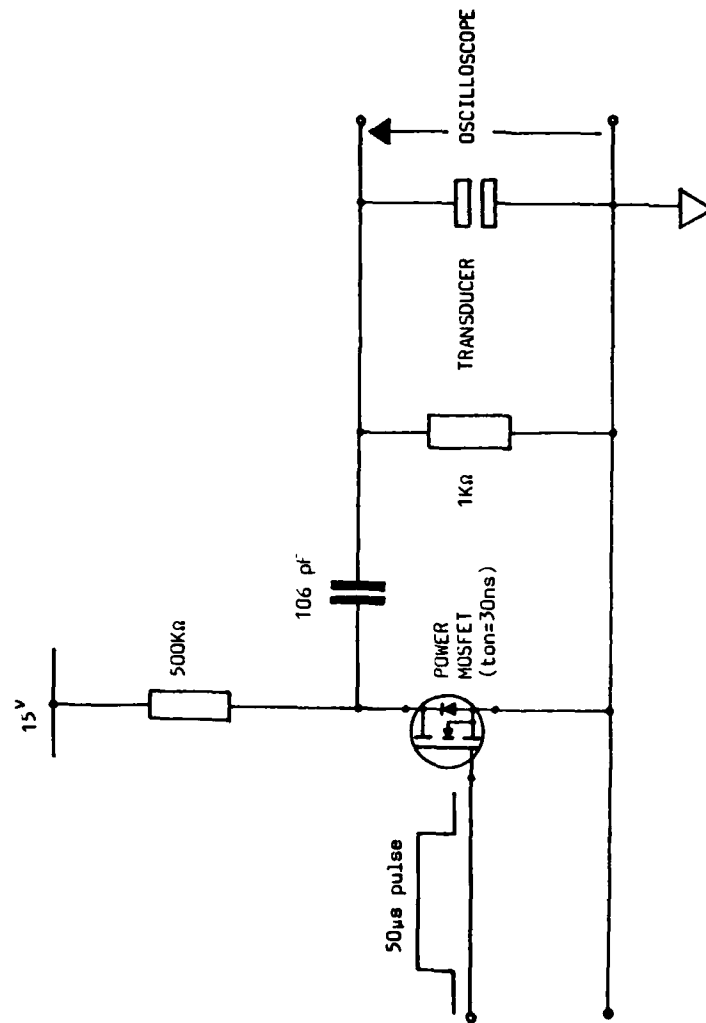 15V
500KΩ
106 pF
POWER
MOSFET
(ton=30ns)
50µs pulse
1KΩ
TRANSDUCER
OSCILLOSCOPE